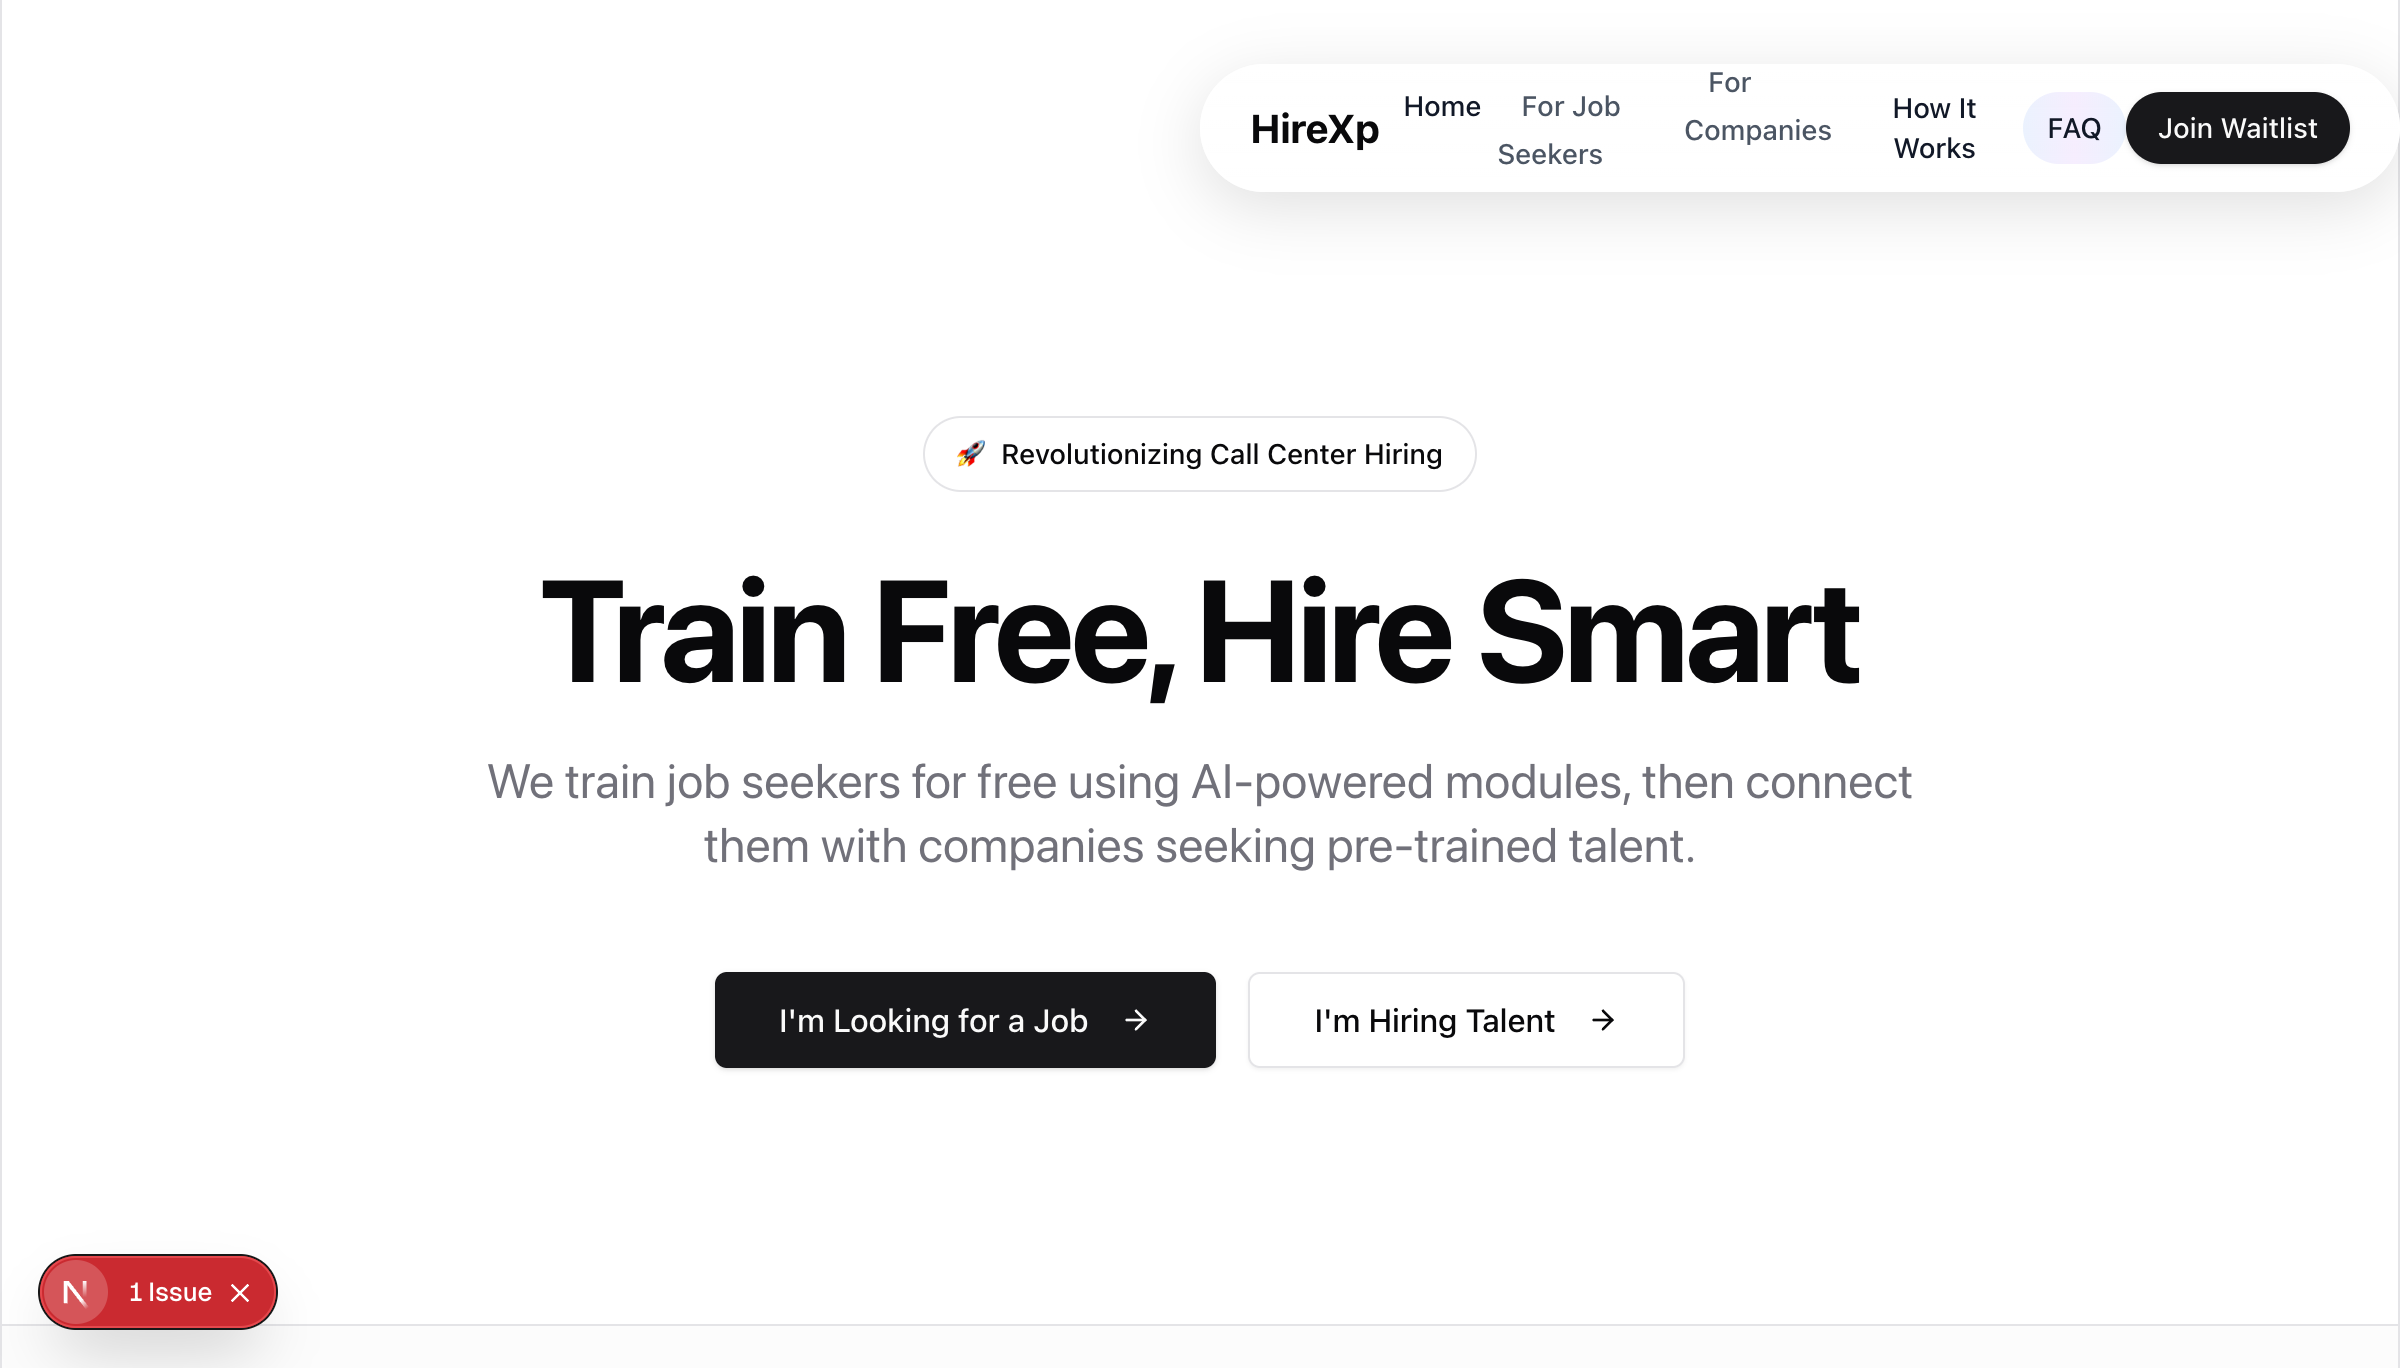 HireXp
Home
For Job
Seekers
For
Companies
How It
Works
FAQ
Join Waitlist
🚀 Revolutionizing Call Center Hiring
Train Free, Hire Smart
We train job seekers for free using AI-powered modules, then connect
them with companies seeking pre-trained talent.
I'm Looking for a Job →
I'm Hiring Talent →
N 1 Issue ×